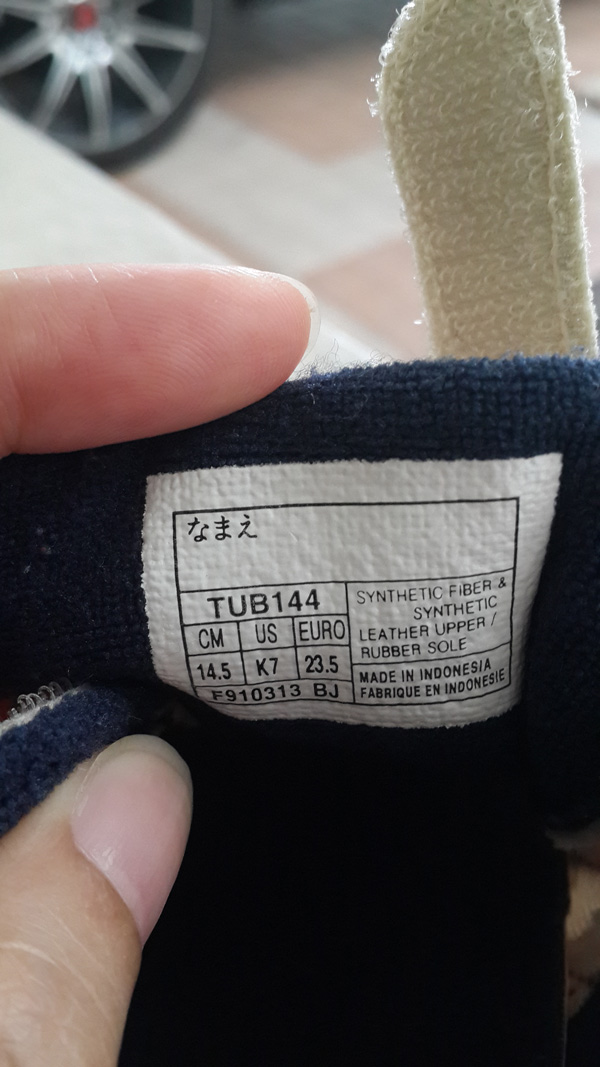 なまえ
TUB144
CM US EURO
14.5 K7 23.5
F910313 BJ
SYNTHETIC FIBER &
SYNTHETIC
LEATHER UPPER /
RUBBER SOLE
MADE IN INDONESIA
FABRIQUE EN INDONESIE